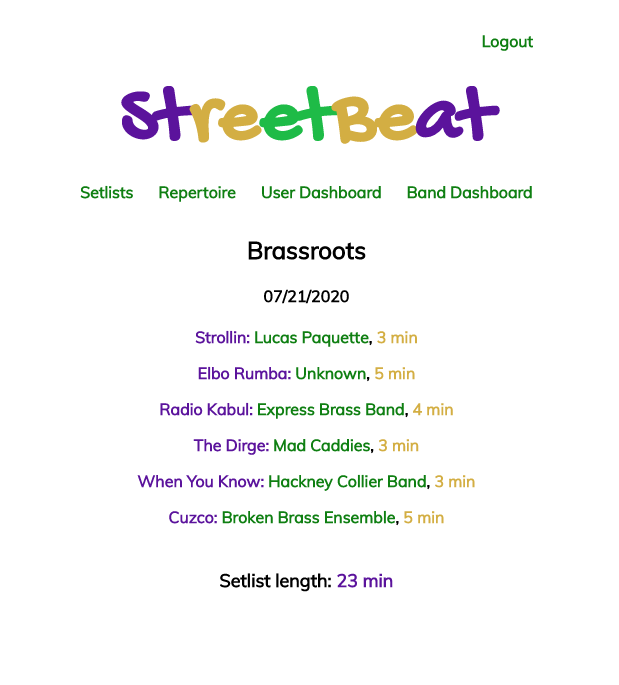 Logout
StreetBeat
Setlists Repertoire User Dashboard Band Dashboard
Brassroots
07/21/2020
Strollin: Lucas Paquette, 3 min
Elbo Rumba: Unknown, 5 min
Radio Kabul: Express Brass Band, 4 min
The Dirge: Mad Caddies, 3 min
When You Know: Hackney Collier Band, 3 min
Cuzco: Broken Brass Ensemble, 5 min
Setlist length: 23 min